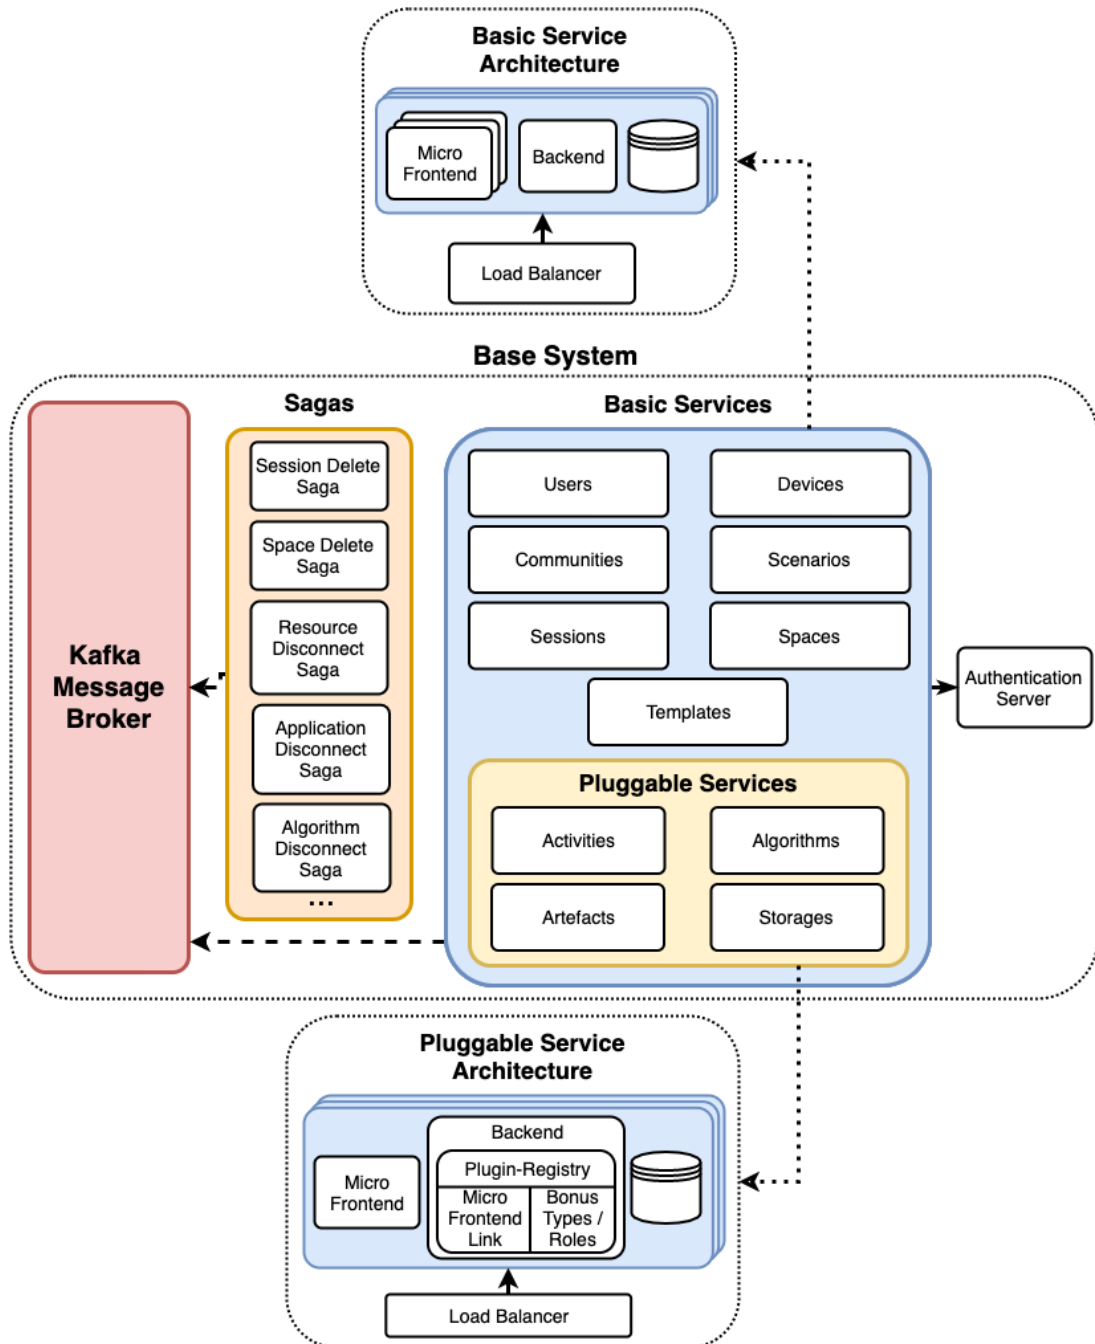 Basic Service
Architecture
Micro
Frontend
Backend
Load Balancer
Base System
Sagas
Basic Services
Session Delete
Saga
Space Delete
Saga
Resource
Disconnect
Saga
Application
Disconnect
Saga
Algorithm
Disconnect
Saga
...
Kafka
Message
Broker
Users
Devices
Communities
Scenarios
Sessions
Spaces
Templates
Authentication
Server
Pluggable Services
Activities
Algorithms
Artefacts
Storages
Pluggable Service
Architecture
Micro
Frontend
Backend
Plugin-Registry
Micro
Frontend
Link
Bonus
Types /
Roles
Load Balancer